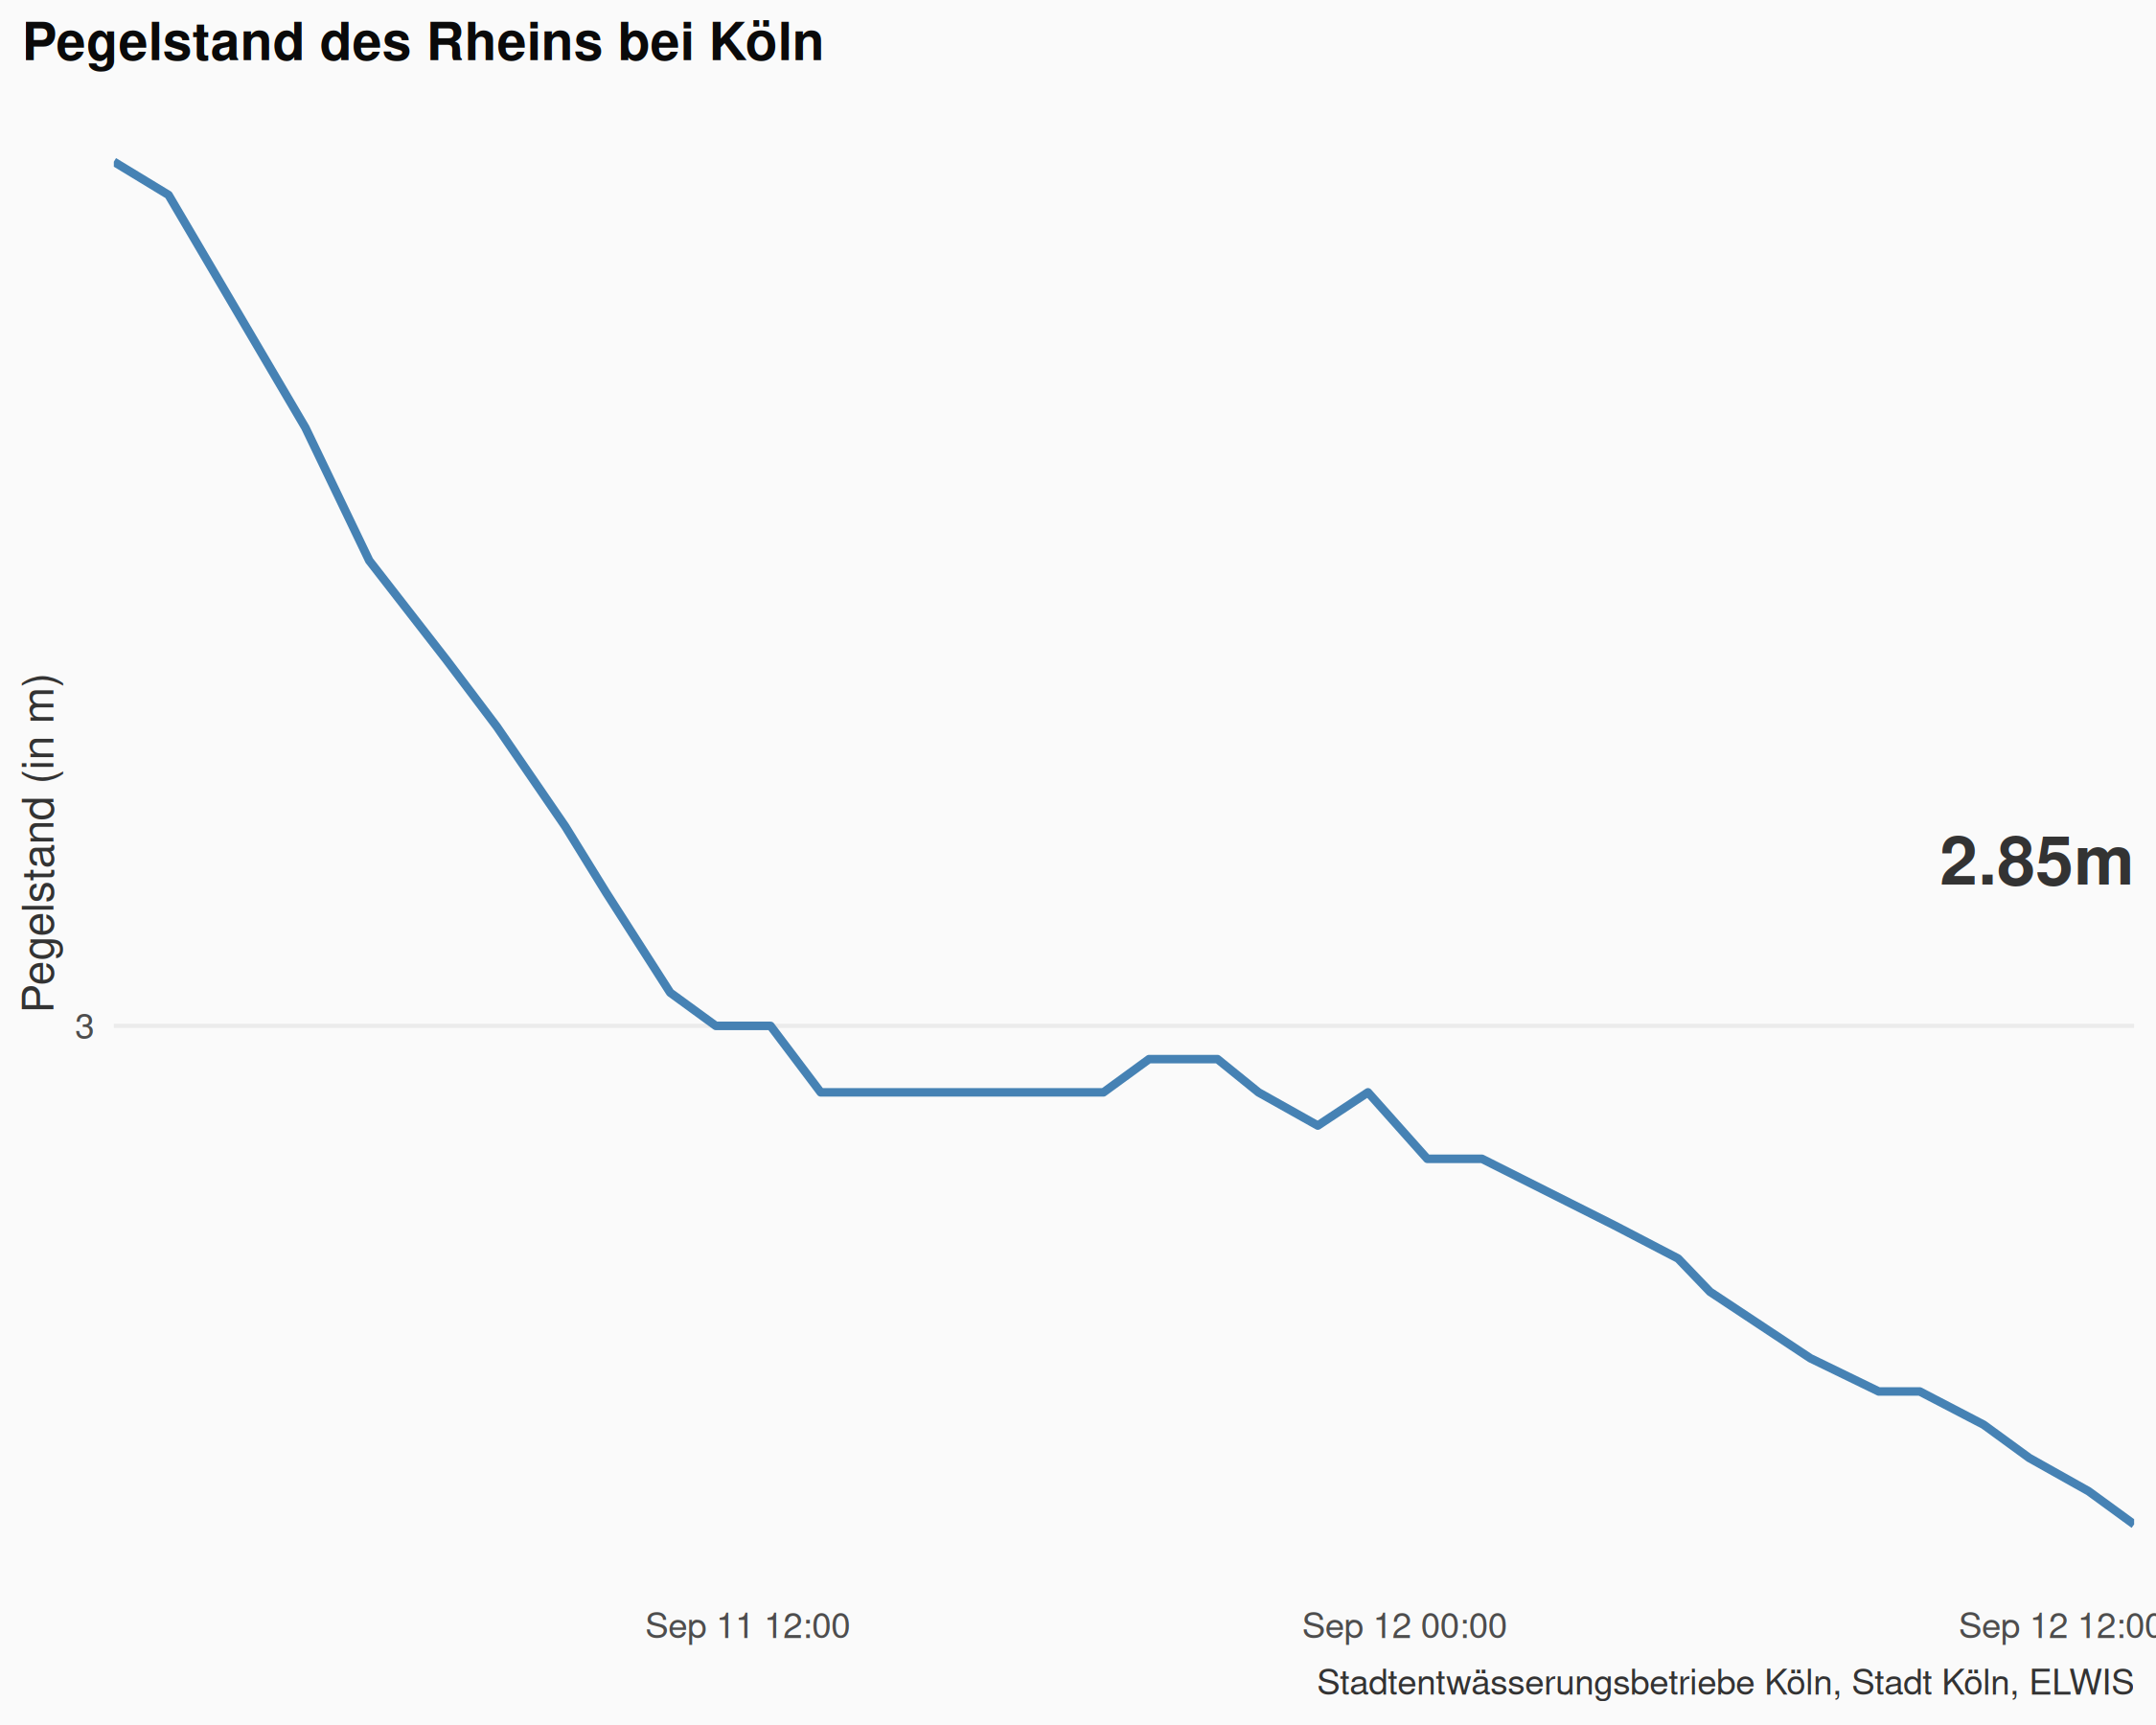 Pegelstand des Rheins bei Köln
Pegelstand (in m)
2.85m
3
Sep 11 12:00
Sep 12 00:00
Sep 12 12:00
Stadtentwässerungsbetriebe Köln, Stadt Köln, ELWIS